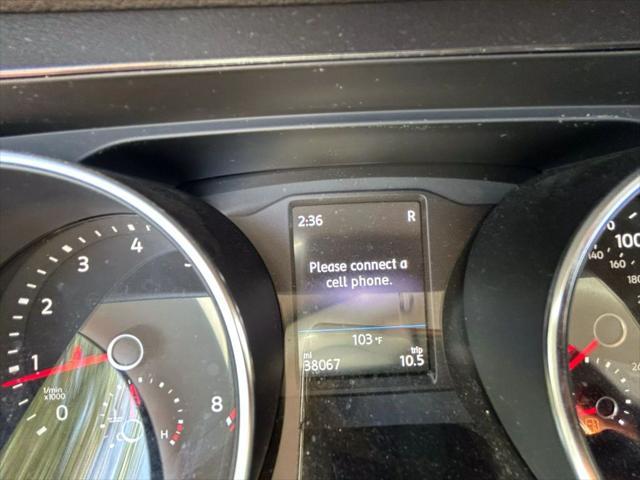 2:36 R
Please connect a
cell phone.
103 °F
mi trip
38067 10.5
4
3
2
1
1/min
x1000
0
8
H
100
140
160
180